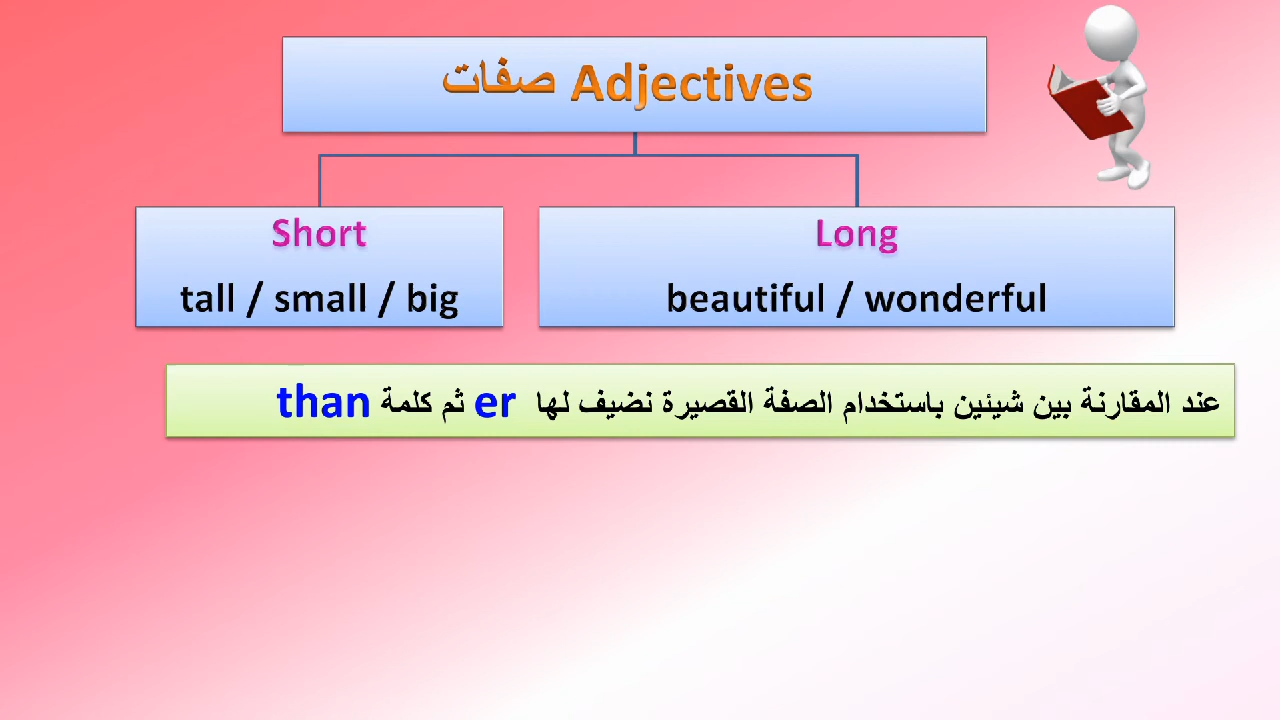 صفات Adjectives
Short
tall / small / big
Long
beautiful / wonderful
عند المقارنة بين شيئين باستخدام الصفة القصيرة نضيف لها er ثم كلمة than